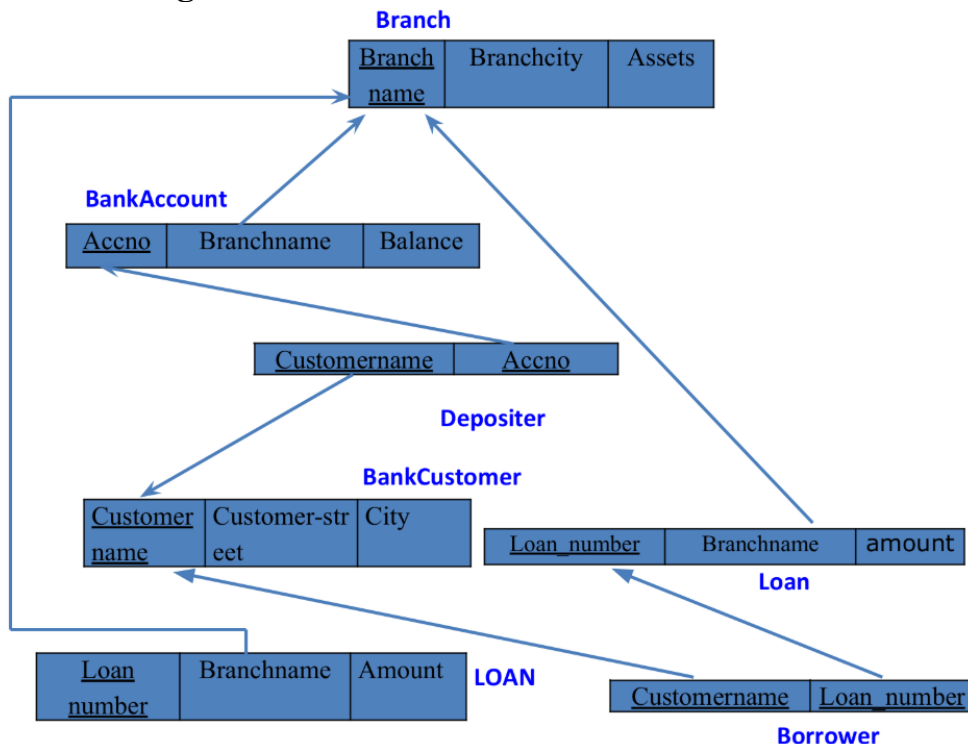 Branch
Branch name
Branchcity
Assets
BankAccount
Accno
Branchname
Balance
Customername
Accno
Depositer
BankCustomer
Customer name
Customer-str
eet
City
Loan_number
Branchname
amount
Loan
Loan number
Branchname
Amount
LOAN
Customername
Loan_number
Borrower